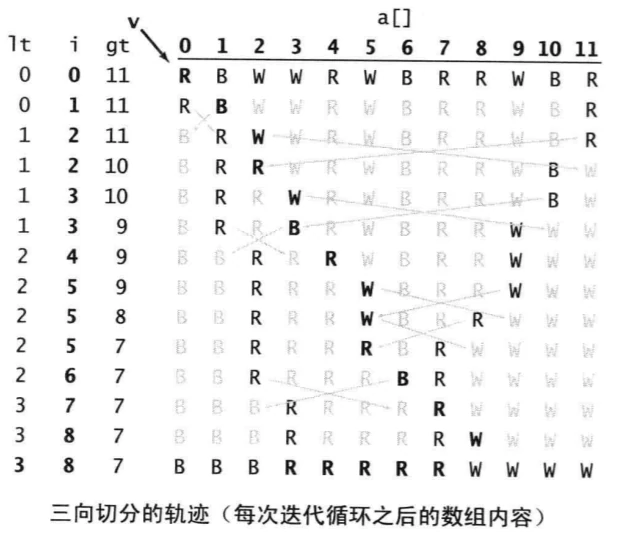 v a[]
lt i gt 0 1 2 3 4 5 6 7 8 9 10 11
0 0 11 R B W W R W B R R W B R
0 1 11 R B W W R W B R R W B R
1 2 11 B R W W R W B R R W B R
1 2 10 B R R W R W B R R W B W
1 3 10 B R R W R W B R R W B W
1 3 9 B R R B R W B R R W W W
2 4 9 B B R R R W B R R W W W
2 5 9 B B R R R W B R R W W W
2 5 8 B B R R R W B R R W W W
2 5 7 B B R R R R B R W W W W
2 6 7 B B R R R R B R W W W W
3 7 7 B B B R R R R R W W W W
3 8 7 B B B R R R R R W W W W
3 8 7 B B B R R R R R W W W W
三向切分的轨迹（每次迭代循环之后的数组内容）